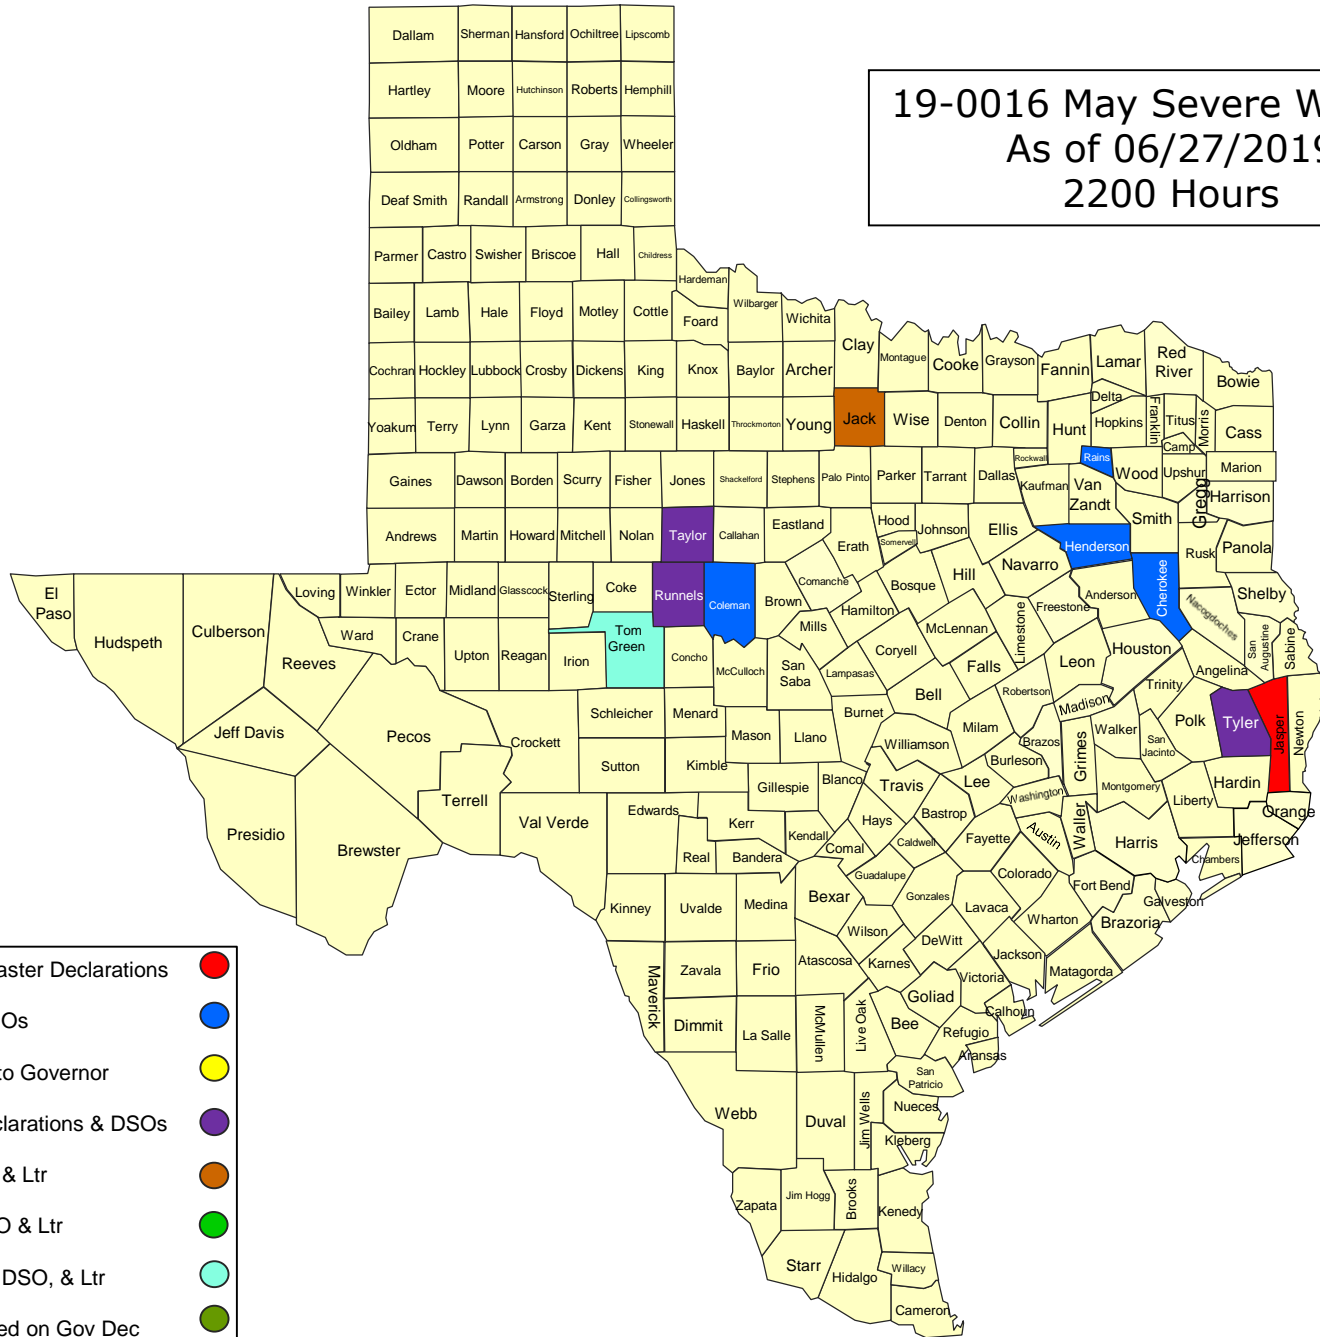 Dallam Sherman Hansford Ochiltree Lipscomb
Hartley Moore Hutchinson Roberts Hemphill
19-0016 May Severe W
As of 06/27/2019
2200 Hours
Oldham Potter Carson Gray Wheeler
Deaf Smith Randall Armstrong Donley Collingsworth
Parmer Castro Swisher Briscoe Hall Childress
Hardeman
Wilbarger
Bailey Lamb Hale Floyd Motley Cottle Foard Wichita
Clay Montague Cooke Grayson Fannin Lamar Red
River
Bowie
Cochran Hockley Lubbock Crosby Dickens King Knox Baylor Archer
Delta
Yoakum Terry Lynn Garza Kent Stonewall Haskell Throckmorton Young Jack Wise Denton Collin Hunt Hopkins Franklin Titus Morris Cass
Camp
Gaines Dawson Borden Scurry Fisher Jones Shackelford Stephens Palo Pinto Parker Tarrant Dallas Rockwall Rains Wood Upshur Marion
Kaufman Van
Zandt
Gregg Harrison
Andrews Martin Howard Mitchell Nolan Taylor Callahan Eastland Erath Hood Somervell Johnson Ellis Henderson Smith Rusk Panola
El
Paso
Hudspeth Culberson Reeves Loving Winkler Ector Midland Glasscock Sterling Coke Runnels Coleman Brown Comanche Hamilton Bosque Hill Navarro Freestone Anderson Cherokee Nacogdoches Shelby
Ward Crane Upton Reagan Irion Tom
Green
Concho McCulloch San
Saba
Mills Lampasas Coryell McLennan Limestone Falls Leon Houston Angelina San
Augustine
Sabine
Jeff Davis Pecos Crockett Schleicher Menard Mason Llano Burnet Bell Milam Robertson Madison Trinity Walker San
Jacinto
Polk Tyler Jasper Newton
Presidio Brewster Terrell Sutton Kimble Gillespie Blanco Williamson Travis Lee Burleson Brazos Grimes Washington Montgomery Liberty Hardin Orange
Val Verde Edwards Kerr Real Bandera Kendall Comal Hays Caldwell Bastrop Fayette Austin Waller Harris Chambers Jefferson
Kinney Uvalde Medina Bexar Guadalupe Gonzales Lavaca Colorado Wharton Fort Bend Brazoria Galveston
Maverick Zavala Frio Atascosa Wilson Karnes DeWitt Victoria Jackson Matagorda
Dimmit La Salle McMullen Live Oak Bee Goliad Refugio Calhoun Aransas
San
Patricio
Webb Duval Jim Wells Nueces
Kleberg
Zapata Jim Hogg Brooks Kenedy
Starr Hidalgo Willacy
Cameron
aster Declarations
Os
to Governor
clarations & DSOs
& Ltr
O & Ltr
DSO, & Ltr
ed on Gov Dec